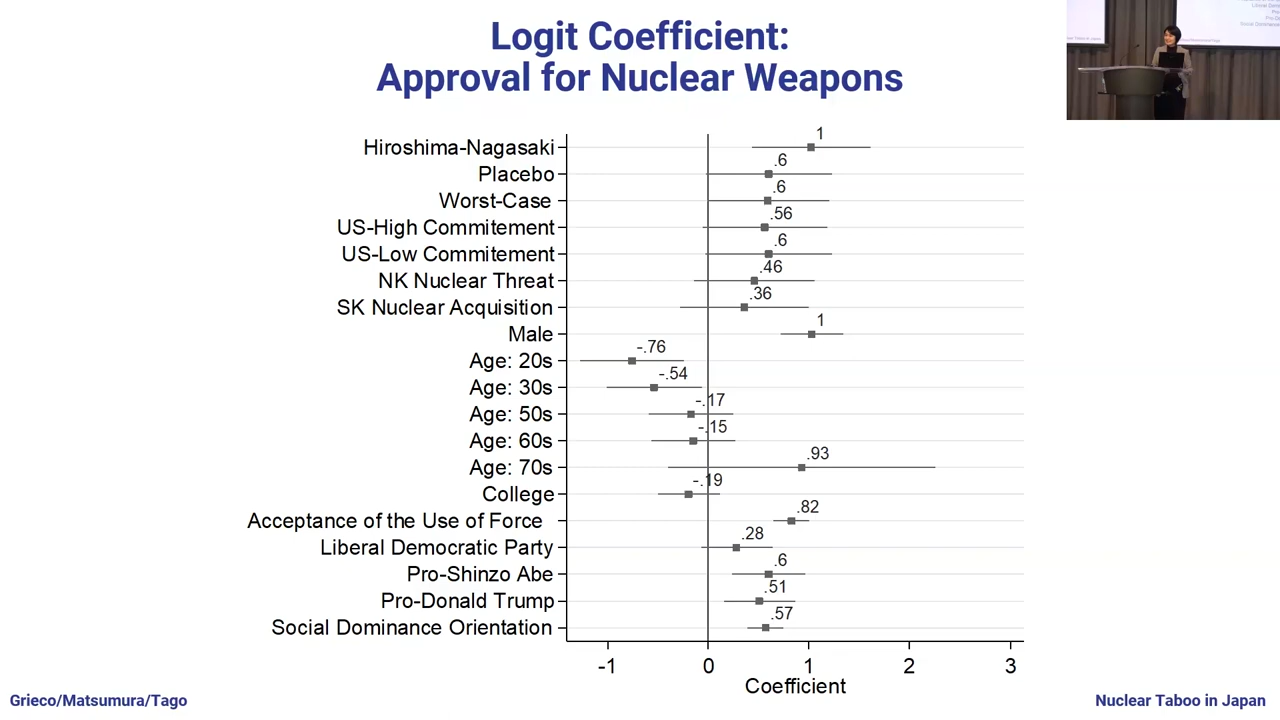 Logit Coefficient:
Approval for Nuclear Weapons
Hiroshima-Nagasaki 1
Placebo .6
Worst-Case .6
US-High Commitement .56
US-Low Commitement .6
NK Nuclear Threat .46
SK Nuclear Acquisition .36
Male 1
Age: 20s -.76
Age: 30s -.54
Age: 50s -.17
Age: 60s -.15
Age: 70s .93
College -.19
Acceptance of the Use of Force .82
Liberal Democratic Party .28
Pro-Shinzo Abe .6
Pro-Donald Trump .51
Social Dominance Orientation .57
-1 0 1 2 3
Coefficient
Grieco/Matsumura/Tago
Nuclear Taboo in Japan